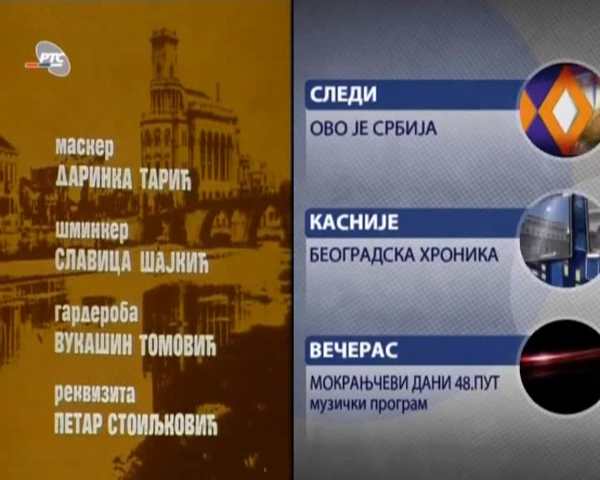 РТС
маскер
ДАРИНКА ТАРИЋ
шминкер
СЛАВИЦА ШАЈКИЋ
гардероба
ВУКАШИН ТОМОВИЋ
реквизита
ПЕТАР СТОИЉКОВИЋ
СЛЕДИ
ОВО ЈЕ СРБИЈА
КАСНИЈЕ
БЕОГРАДСКА ХРОНИКА
ВЕЧЕРАС
МОКРАЊЧЕВИ ДАНИ 48.ПУТ
музички програм